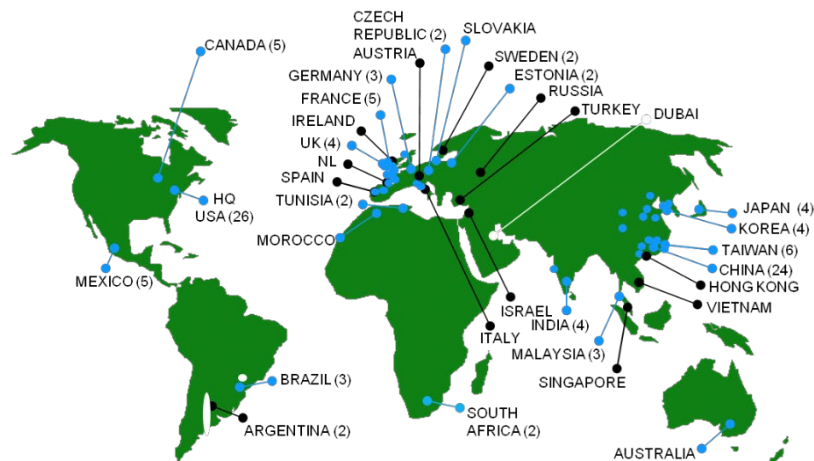 CZECH
REPUBLIC (2)
AUSTRIA
SLOVAKIA
CANADA (5)
SWEDEN (2)
GERMANY (3)
ESTONIA (2)
FRANCE (5)
RUSSIA
IRELAND
TURKEY
DUBAI
UK (4)
NL
SPAIN
HQ
USA (26)
TUNISIA (2)
JAPAN (4)
KOREA (4)
MOROCCO
TAIWAN (6)
MEXICO (5)
CHINA (24)
HONG KONG
VIETNAM
ISRAEL
INDIA (4)
ITALY
MALAYSIA (3)
SINGAPORE
BRAZIL (3)
SOUTH
AFRICA (2)
ARGENTINA (2)
AUSTRALIA